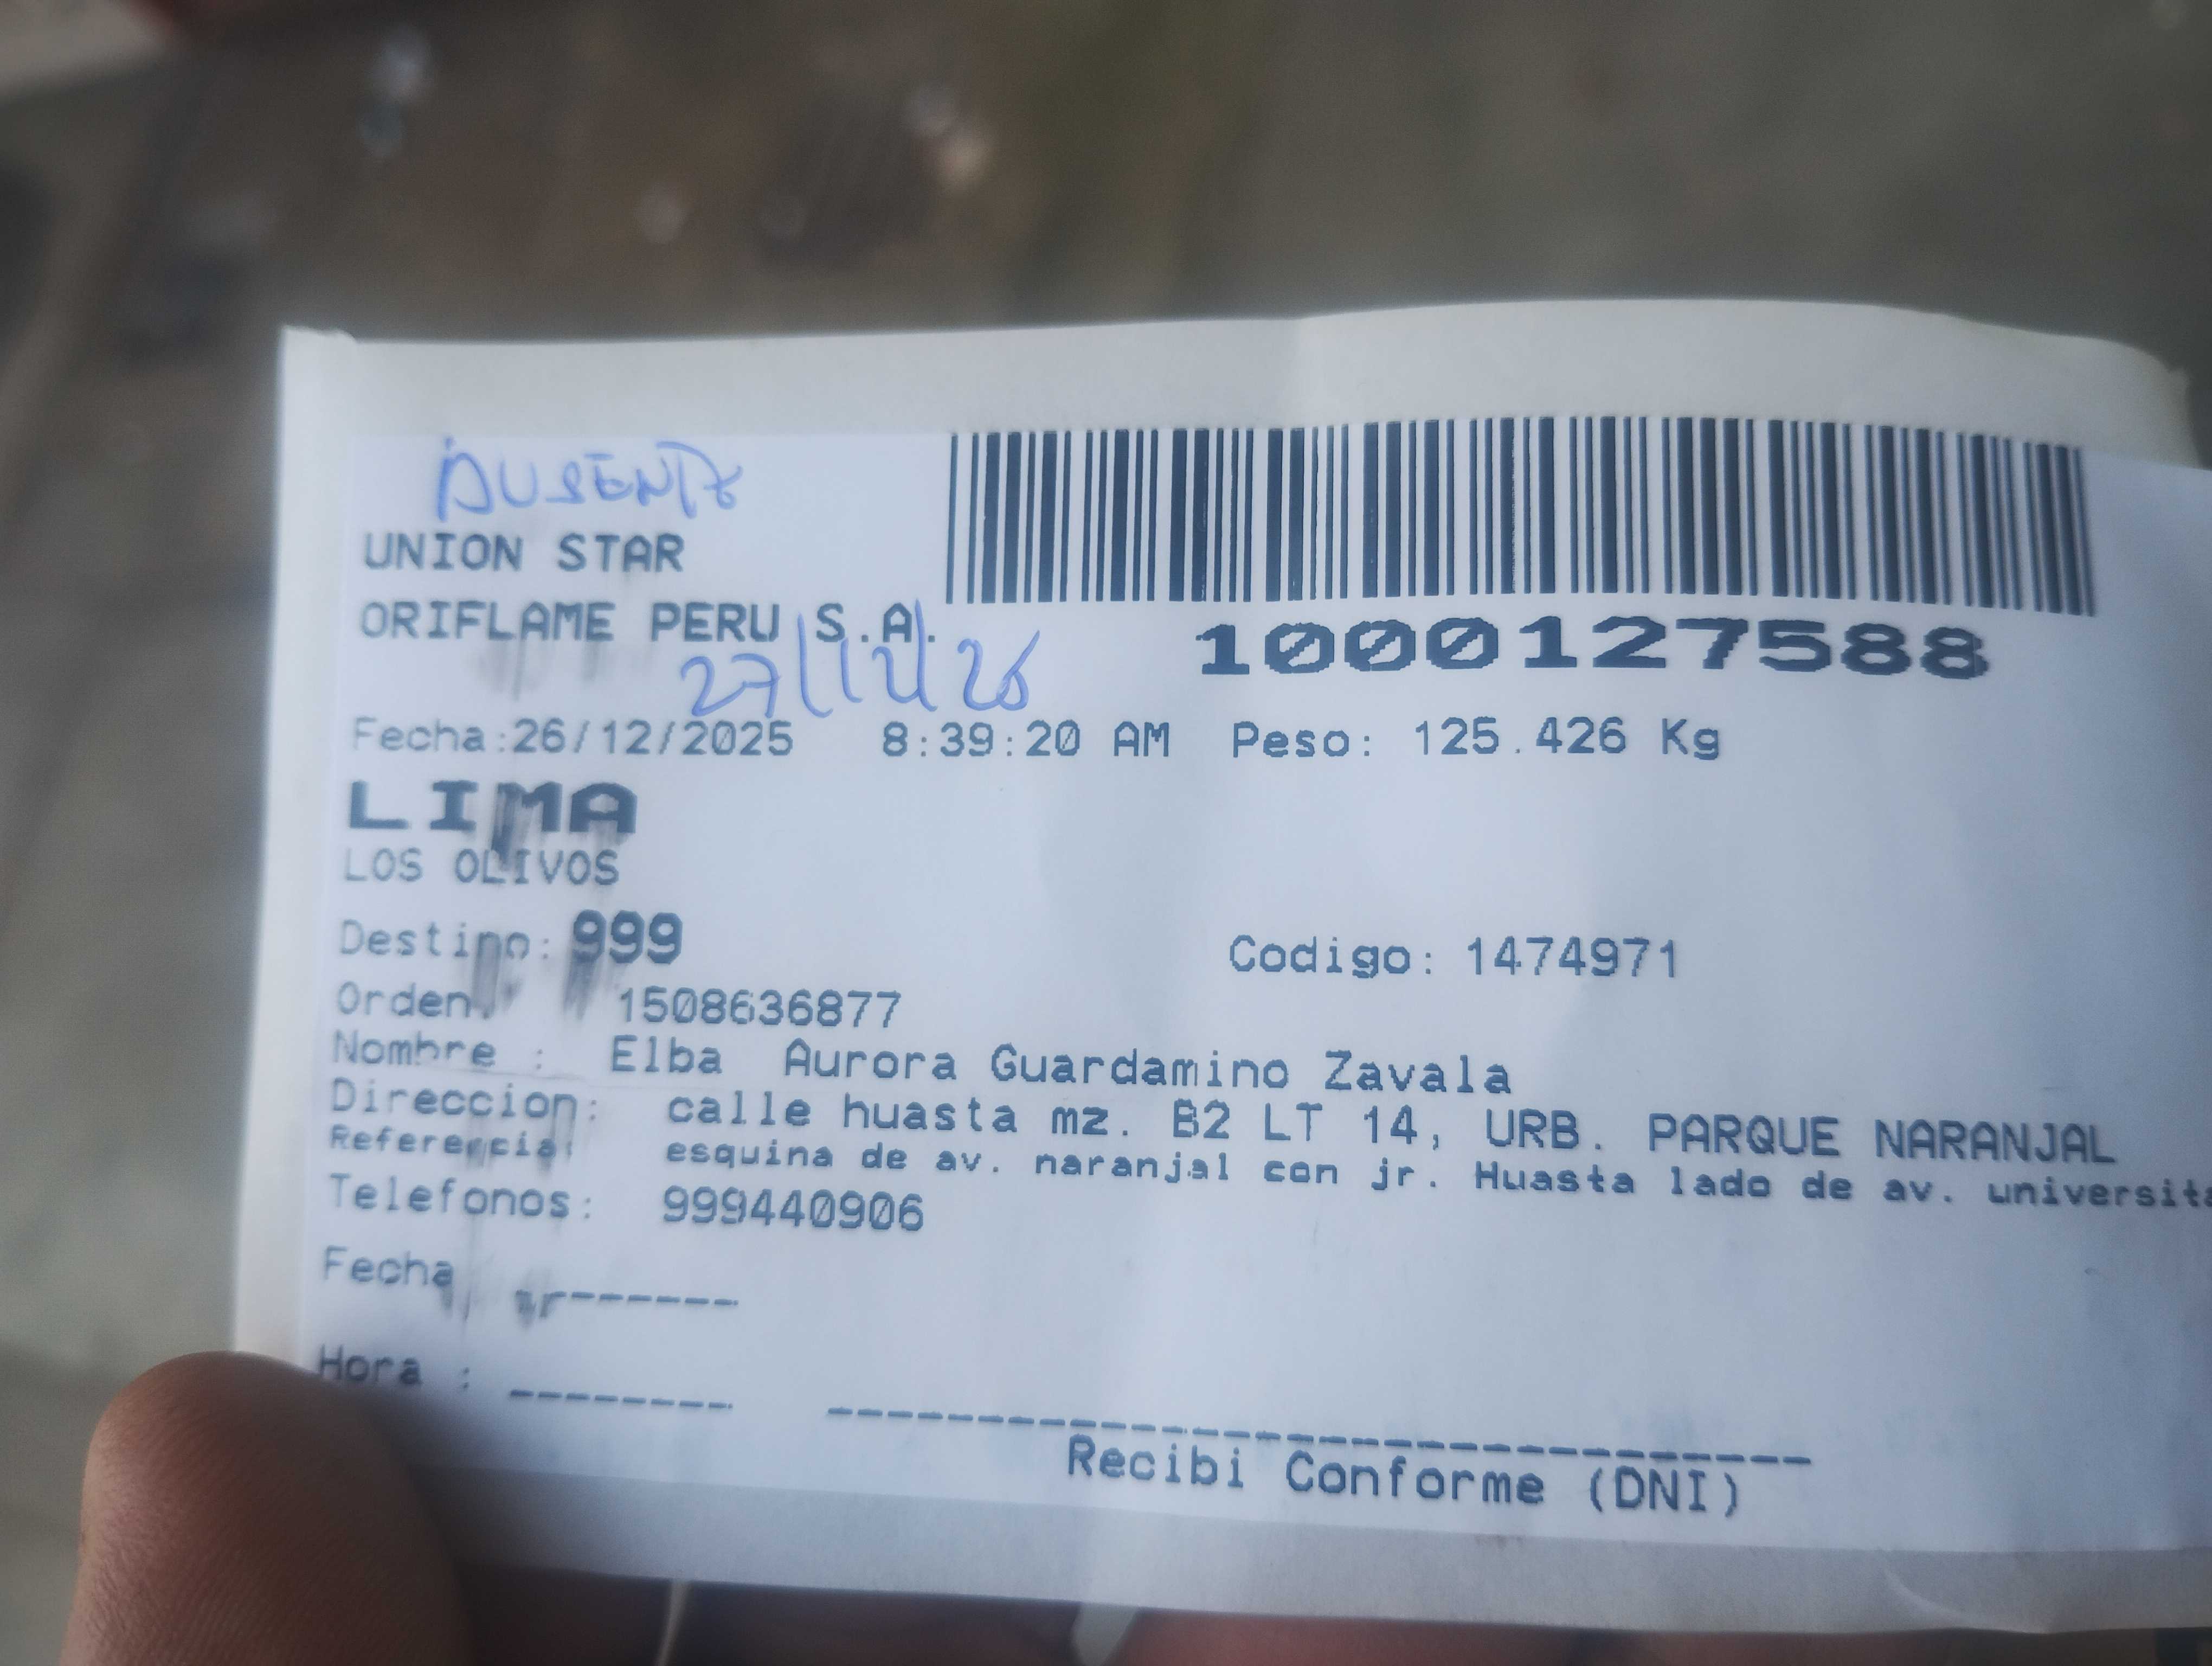 AUSENTE
UNION STAR
ORIFLAME PERU S.A.
1000127588
27/12/25
Fecha:26/12/2025 8:39:20 AM Peso: 125.426 Kg
LIMA
LOS OLIVOS
Destino: 999 Codigo: 1474971
Orden 1508636877
Nombre : Elba Aurora Guardamino Zavala
Direccion: calle huasta mz. B2 LT 14, URB. PARQUE NARANJAL
Referencia: esquina de av. naranjal con jr. Huasta lado de av. universita
Telefonos: 999440906
Fecha
Hora :
Recibi Conforme (DNI)